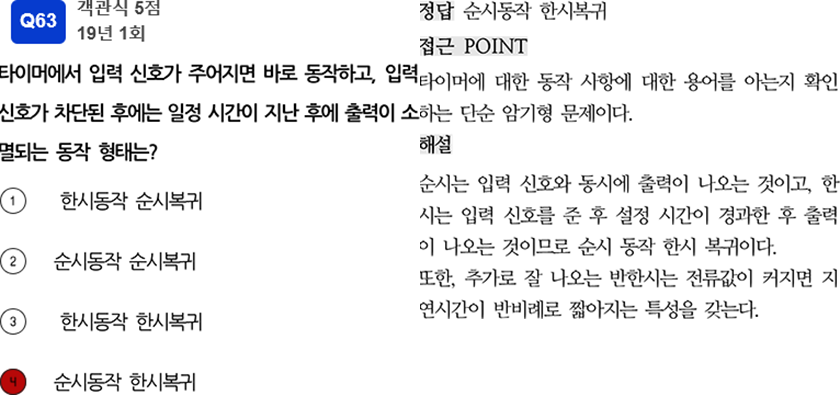 Q63
객관식 5점
19년 1회
타이머에서 입력 신호가 주어지면 바로 동작하고, 입력
신호가 차단된 후에는 일정 시간이 지난 후에 출력이 소
멸되는 동작 형태는?
1 한시동작 순시복귀
2 순시동작 순시복귀
3 한시동작 한시복귀
4 순시동작 한시복귀
정답 순시동작 한시복귀
접근 POINT
타이머에 대한 동작 사항에 대한 용어를 아는지 확인
하는 단순 암기형 문제이다.
해설
순시는 입력 신호와 동시에 출력이 나오는 것이고, 한
시는 입력 신호를 준 후 설정 시간이 경과한 후 출력
이 나오는 것이므로 순시 동작 한시 복귀이다.
또한, 추가로 잘 나오는 반한시는 전류값이 커지면 지
연시간이 반비례로 짧아지는 특성을 갖는다.